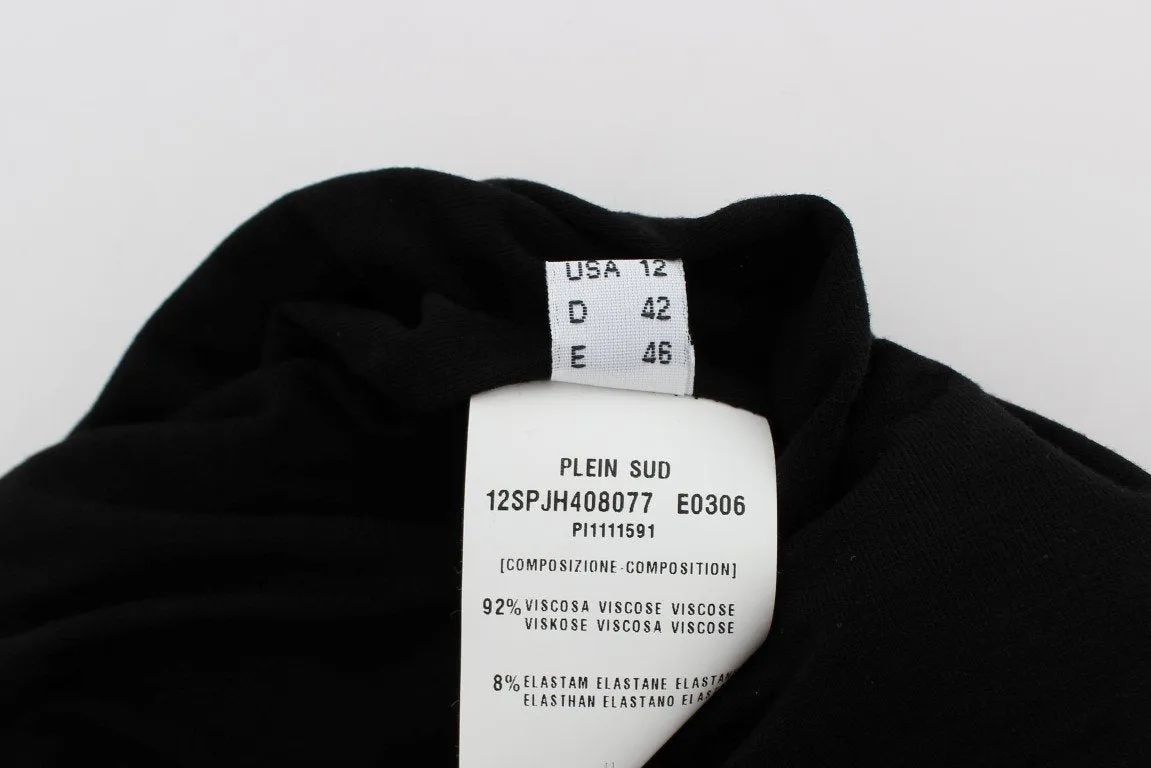 USA 12
D 42
E 46
PLEIN SUD
12SPJH408077 E0306
PI1111591
[COMPOSIZIONE-COMPOSITION]
92% VISCOSA VISCOSE VISCOSE
VISKOSE VISCOSA VISCOSE
8% ELASTAM ELASTANE
ELASTHAN ELASTANO